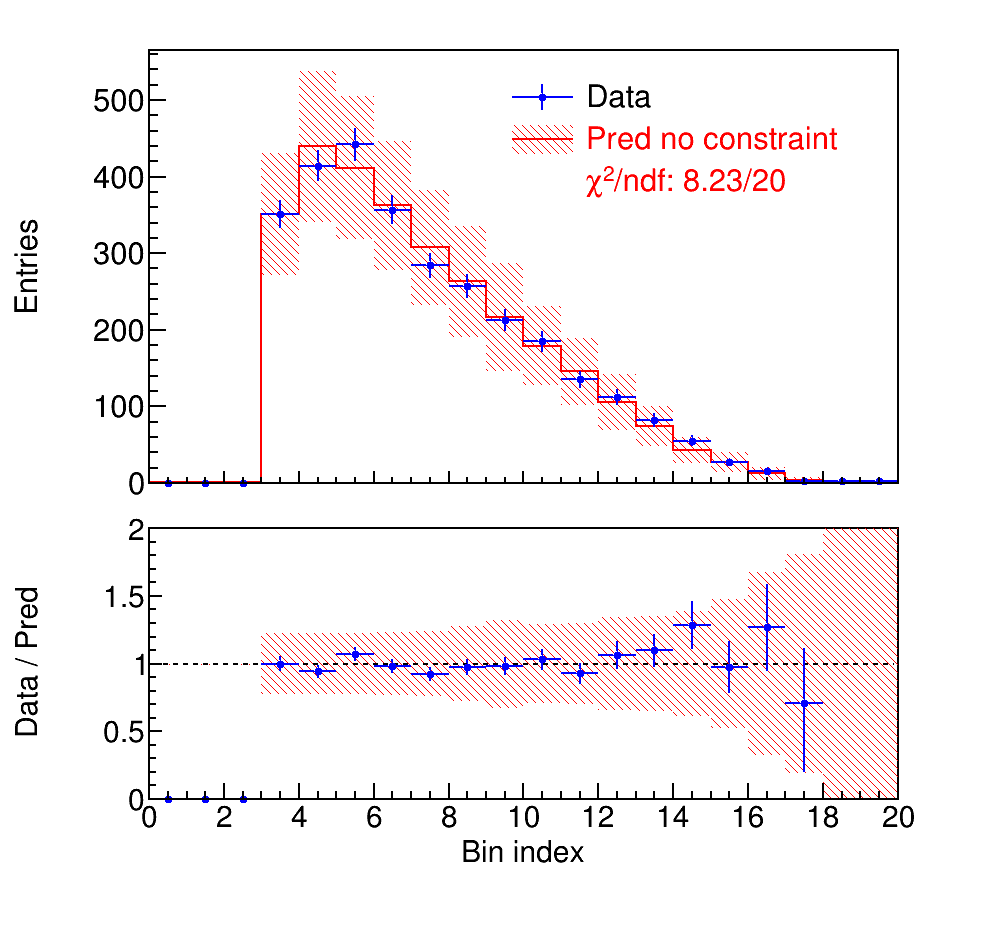 Entries
500
400
300
200
100
0
Data
Pred no constraint
χ²/ndf: 8.23/20
Data / Pred
2
1.5
1
0.5
0
0 2 4 6 8 10 12 14 16 18 20
Bin index